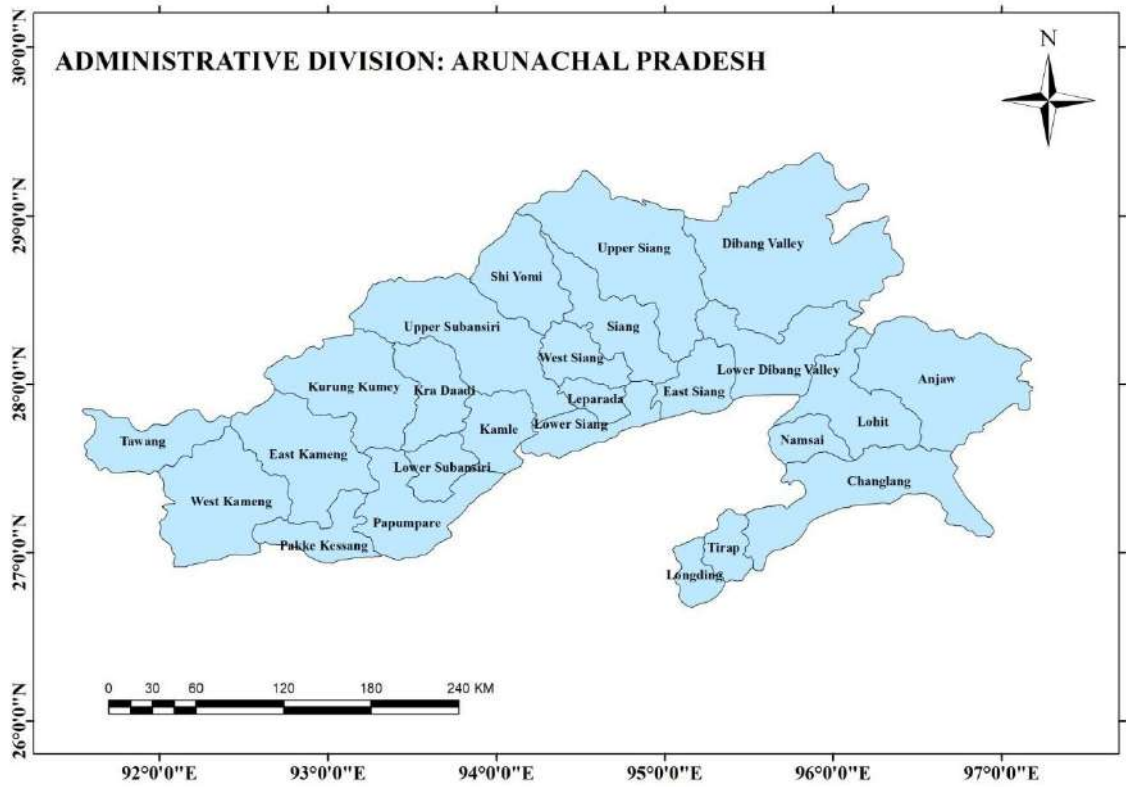 ADMINISTRATIVE DIVISION: ARUNACHAL PRADESH
N
30°0'0"N
29°0'0"N
28°0'0"N
27°0'0"N
26°0'0"N
Upper Siang
Dibang Valley
Shi Yomi
Upper Subansiri
Siang
West Siang
Lower Dibang Valley
Anjaw
Kurung Kumey
Kra Daadi
Leparada
East Siang
Lower Siang
Kamle
Lohit
Namsai
Tawang
East Kameng
Lower Subansiri
Changlang
West Kameng
Papumpare
Pakke Kessang
Tirap
Longding
0 30 60 120 180 240 KM
92°0'0"E 93°0'0"E 94°0'0"E 95°0'0"E 96°0'0"E 97°0'0"E